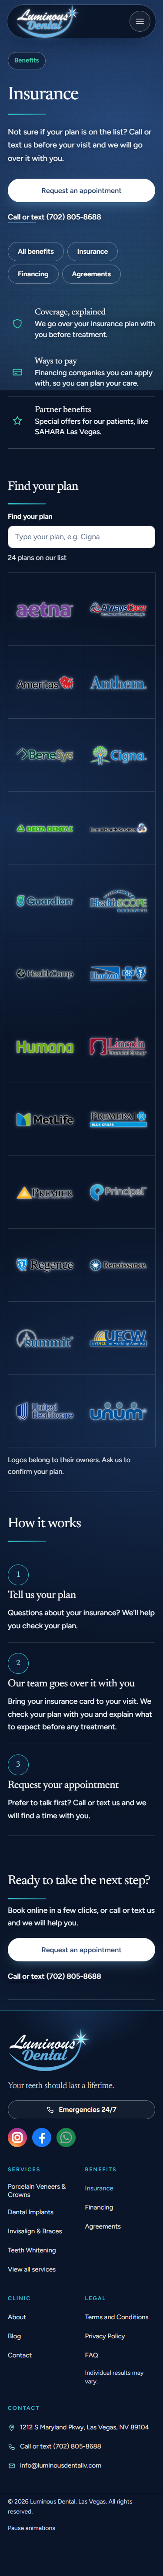 Luminous
Dental
Benefits
Insurance
Not sure if your plan is on the list? Call or
text us before your visit and we will go
over it with you.
Request an appointment
Call or text (702) 805-8688
All benefits
Insurance
Financing
Agreements
Coverage, explained
We go over your insurance plan with
you before treatment.
Ways to pay
Financing companies you can apply
with, so you can plan your care.
Partner benefits
Special offers for our patients, like
SAHARA Las Vegas.
Find your plan
Find your plan
Type your plan, e.g. Cigna
24 plans on our list
aetna
AlwaysCare
Ameritas
Anthem
BeneSys
Cigna
DELTA DENTAL
Guardian
HealthSCOPE
BENEFITS
HealthComp
Horizon
Humana
Lincoln
Financial Group
MetLife
PREMERA
BLUE CROSS
PREMIER
Principal
Regence
Renaissance
summit
UFCW
United
Healthcare
unum
Logos belong to their owners. Ask us to
confirm your plan.
How it works
1
Tell us your plan
Questions about your insurance? We'll help
you check your plan.
2
Our team goes over it with you
Bring your insurance card to your visit. We
check your plan with you and explain what
to expect before any treatment.
3
Request your appointment
Prefer to talk first? Call or text us and we
will find a time with you.
Ready to take the next step?
Book online in a few clicks, or call or text us
and we will help you.
Request an appointment
Call or text (702) 805-8688
Luminous
Dental
Your teeth should last a lifetime.
Emergencies 24/7
SERVICES
Porcelain Veneers &
Crowns
Dental Implants
Invisalign & Braces
Teeth Whitening
View all services
BENEFITS
Insurance
Financing
Agreements
CLINIC
About
Blog
Contact
LEGAL
Terms and Conditions
Privacy Policy
FAQ
Individual results may
vary.
CONTACT
1212 S Maryland Pkwy, Las Vegas, NV 89104
Call or text (702) 805-8688
info@luminousdentallv.com
© 2026 Luminous Dental, Las Vegas. All rights
reserved.
Pause animations